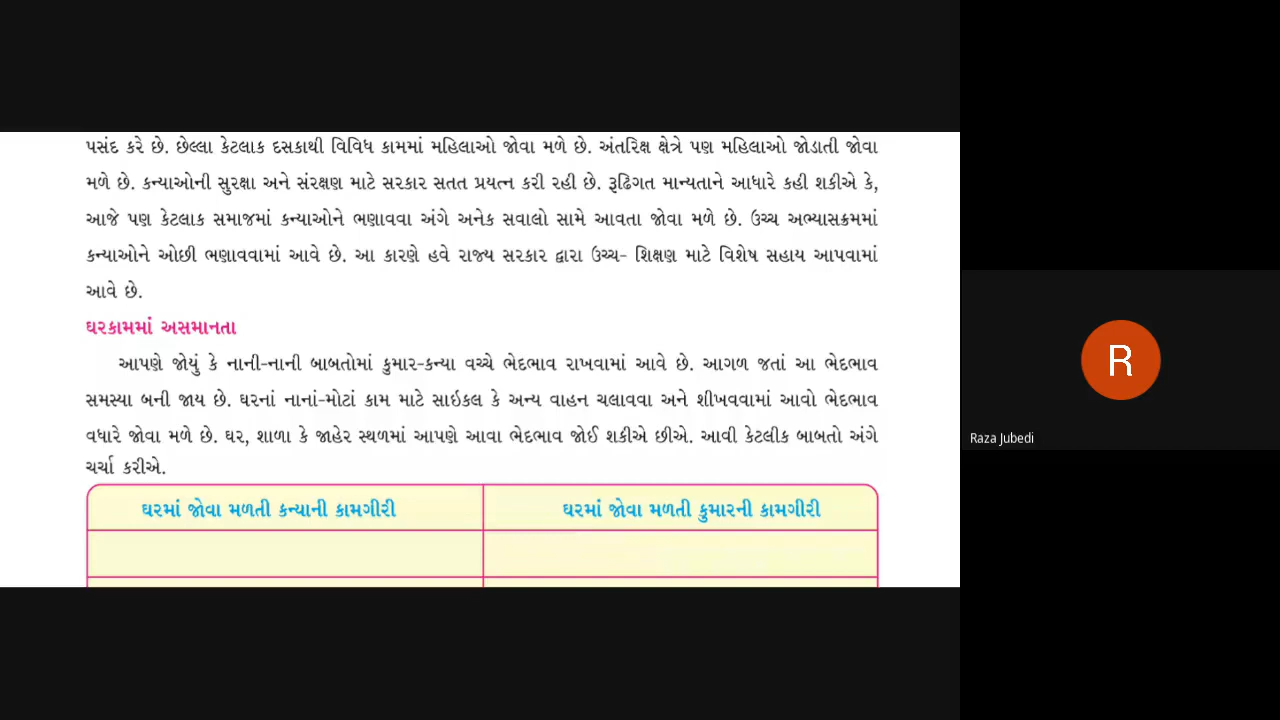 પસંદ કરે છે. છેલ્લા કેટલાક દસકાથી વિવિધ કામમાં મહિલાઓ જોવા મળે છે. અંતરિક્ષ ક્ષેત્રે પણ મહિલાઓ જોડાતી જોવા
મળે છે. કન્યાઓની સુરક્ષા અને સંરક્ષણ માટે સરકાર સતત પ્રયત્ન કરી રહી છે. રૂઢિગત માન્યતાને આધારે કહી શકીએ કે,
આજે પણ કેટલાક સમાજમાં કન્યાઓને ભણાવવા અંગે અનેક સવાલો સામે આવતા જોવા મળે છે. ઉચ્ચ અભ્યાસક્રમમાં
કન્યાઓને ઓછી ભણાવવામાં આવે છે. આ કારણે હવે રાજ્ય સરકાર દ્વારા ઉચ્ચ- શિક્ષણ માટે વિશેષ સહાય આપવામાં
આવે છે.
ઘરકામમાં અસમાનતા
આપણે જોયું કે નાની-નાની બાબતોમાં કુમાર-કન્યા વચ્ચે ભેદભાવ રાખવામાં આવે છે. આગળ જતાં આ ભેદભાવ
સમસ્યા બની જાય છે. ઘરનાં નાનાં-મોટાં કામ માટે સાઇકલ કે અન્ય વાહન ચલાવવા અને શીખવવામાં આવો ભેદભાવ
વધારે જોવા મળે છે. ઘર, શાળા કે જાહેર સ્થળમાં આપણે આવા ભેદભાવ જોઈ શકીએ છીએ. આવી કેટલીક બાબતો અંગે
ચર્ચા કરીએ.
ઘરમાં જોવા મળતી કન્યાની કામગીરી
ઘરમાં જોવા મળતી કુમારની કામગીરી
R
Raza Jubedi